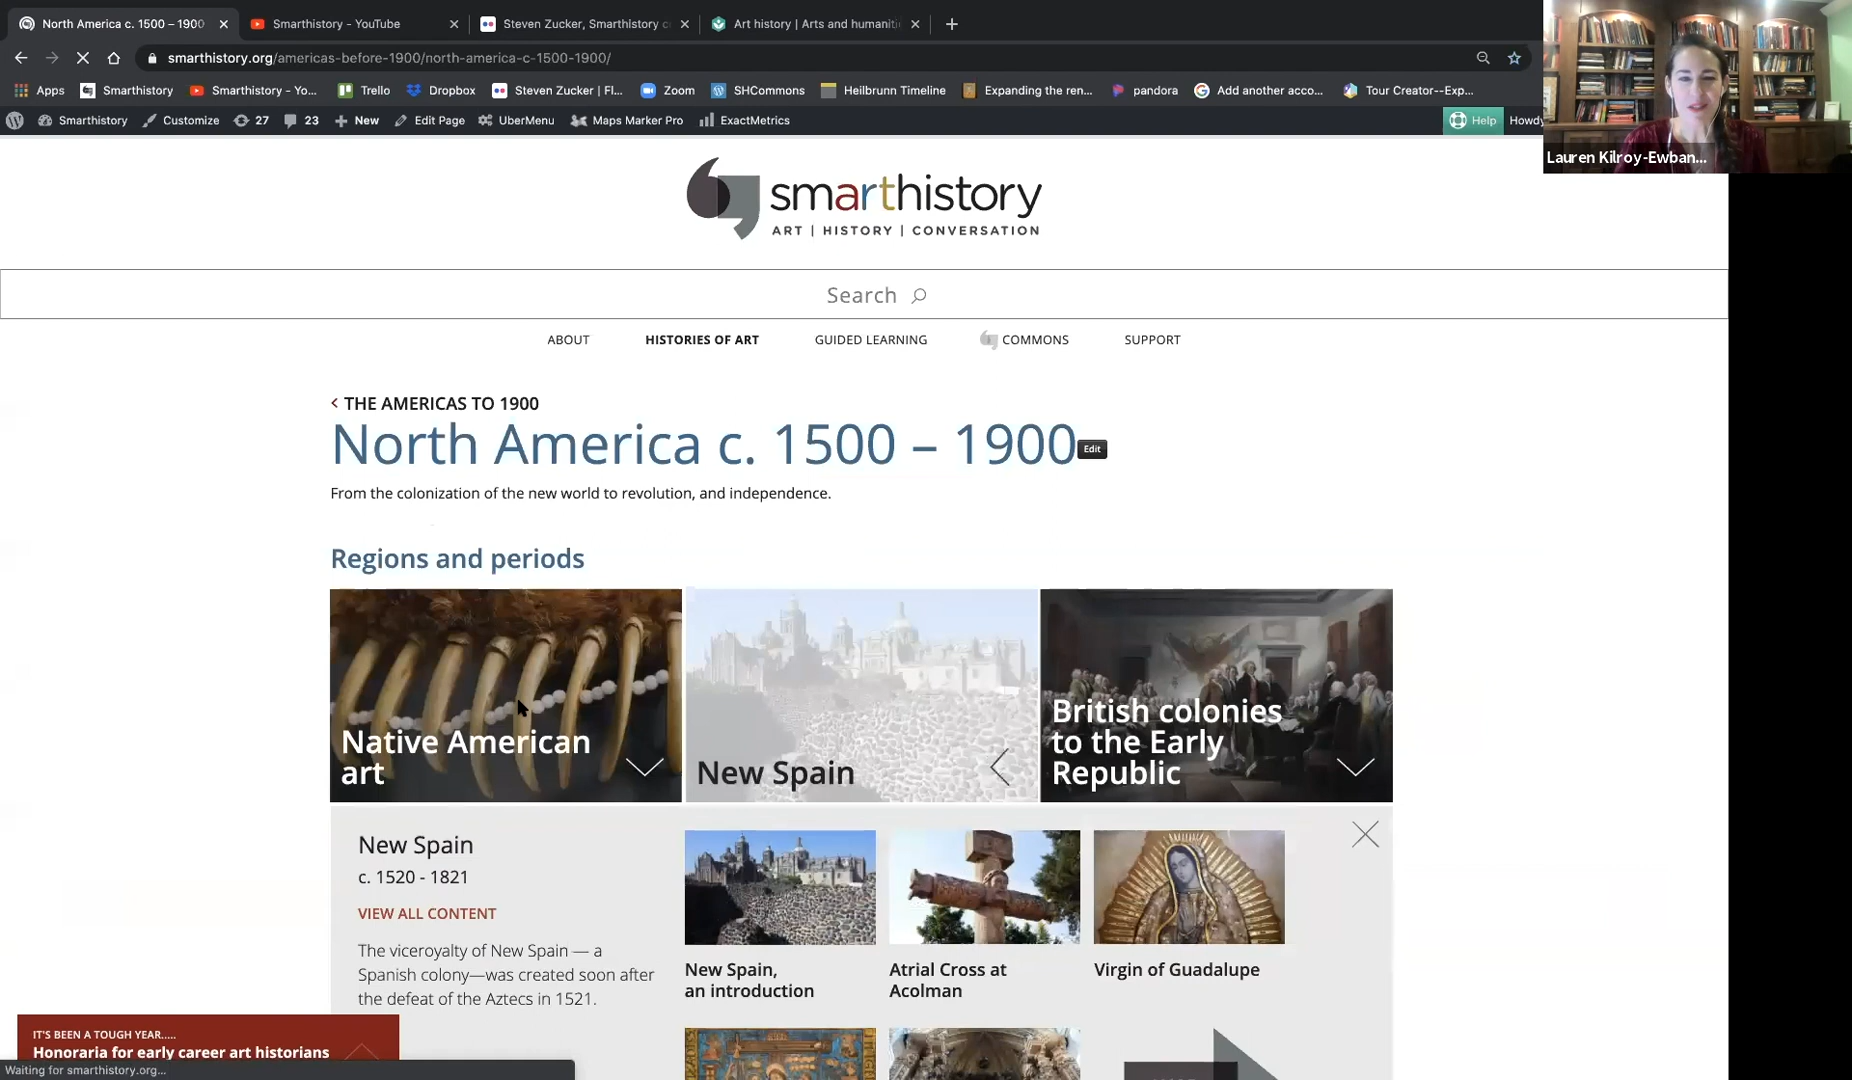 North America c. 1500 – 1900
Smarthistory - YouTube
Steven Zucker, Smarthistory c
Art history | Arts and humaniti
smarthistory.org/americas-before-1900/north-america-c-1500-1900/
Apps
Smarthistory
Smarthistory - Yo...
Trello
Dropbox
Steven Zucker | Fl...
Zoom
SHCommons
Heilbrunn Timeline
Expanding the ren...
pandora
Add another acco...
Tour Creator--Exp...
Smarthistory
Customize
27
23
New
Edit Page
UberMenu
Maps Marker Pro
ExactMetrics
Help
Howdy
Lauren Kilroy-Ewban...
smarthistory
ART | HISTORY | CONVERSATION
Search
ABOUT
HISTORIES OF ART
GUIDED LEARNING
COMMONS
SUPPORT
< THE AMERICAS TO 1900
North America c. 1500 – 1900
Edit
From the colonization of the new world to revolution, and independence.
Regions and periods
Native American
art
New Spain
British colonies
to the Early
Republic
New Spain
c. 1520 - 1821
VIEW ALL CONTENT
The viceroyalty of New Spain — a
Spanish colony—was created soon after
the defeat of the Aztecs in 1521.
New Spain,
an introduction
Atrial Cross at
Acolman
Virgin of Guadalupe
IT'S BEEN A TOUGH YEAR.....
Honoraria for early career art historians
Waiting for smarthistory.org...